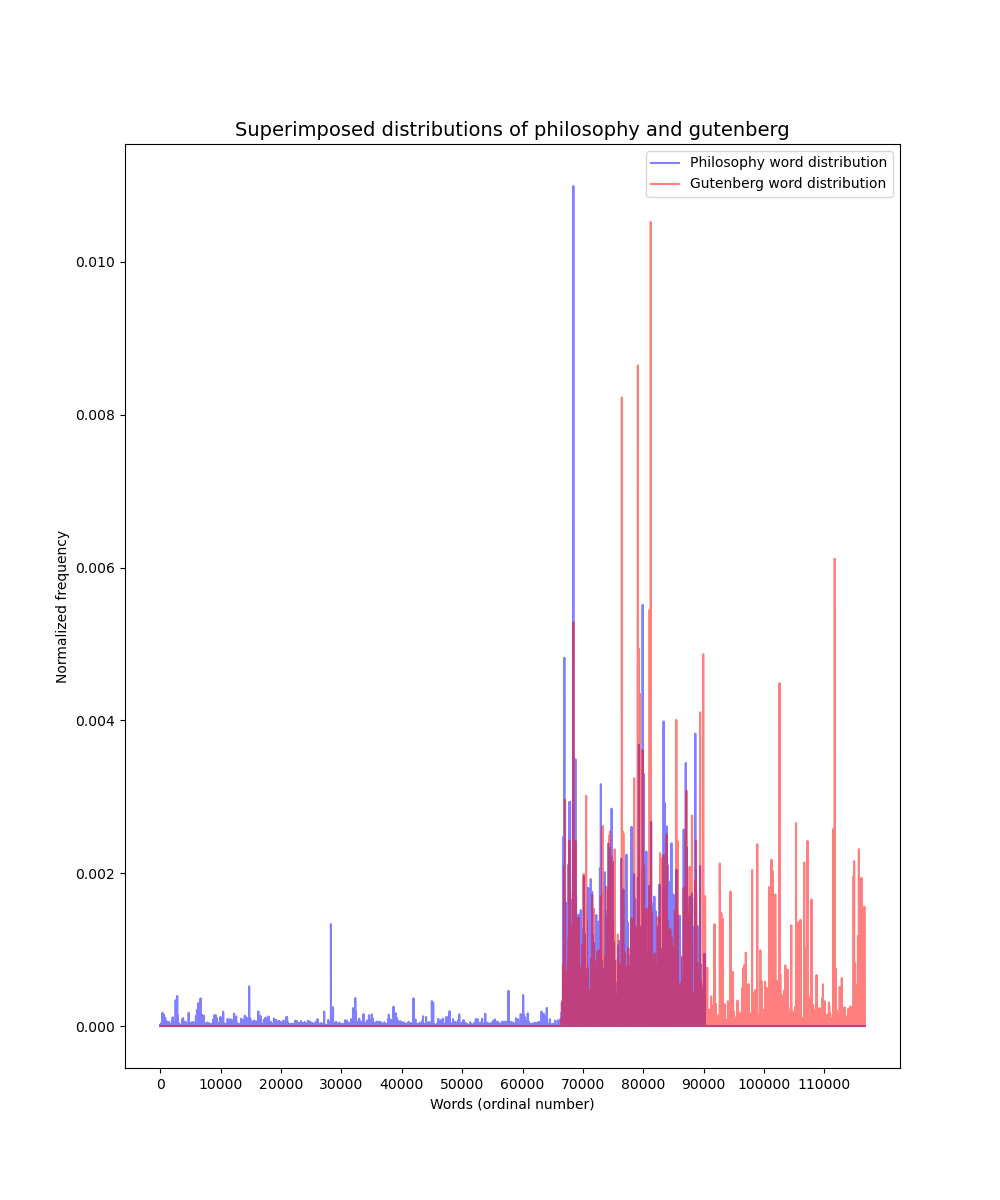 Superimposed distributions of philosophy and gutenberg
Philosophy word distribution
Gutenberg word distribution
0.010
0.008
0.006
0.004
0.002
0.000
Normalized frequency
0 10000 20000 30000 40000 50000 60000 70000 80000 90000 100000 110000
Words (ordinal number)